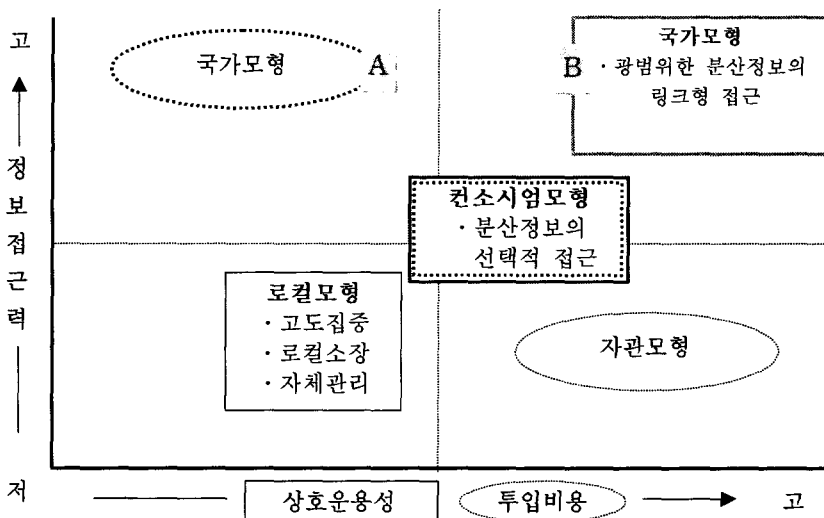 고
정
보
접
근
력
저
국가모형
A
B
국가모형
· 광범위한 분산정보의
링크형 접근
컨소시엄모형
· 분산정보의
선택적 접근
로컬모형
· 고도집중
· 로컬소장
· 자체관리
자관모형
상호운용성
투입비용
고